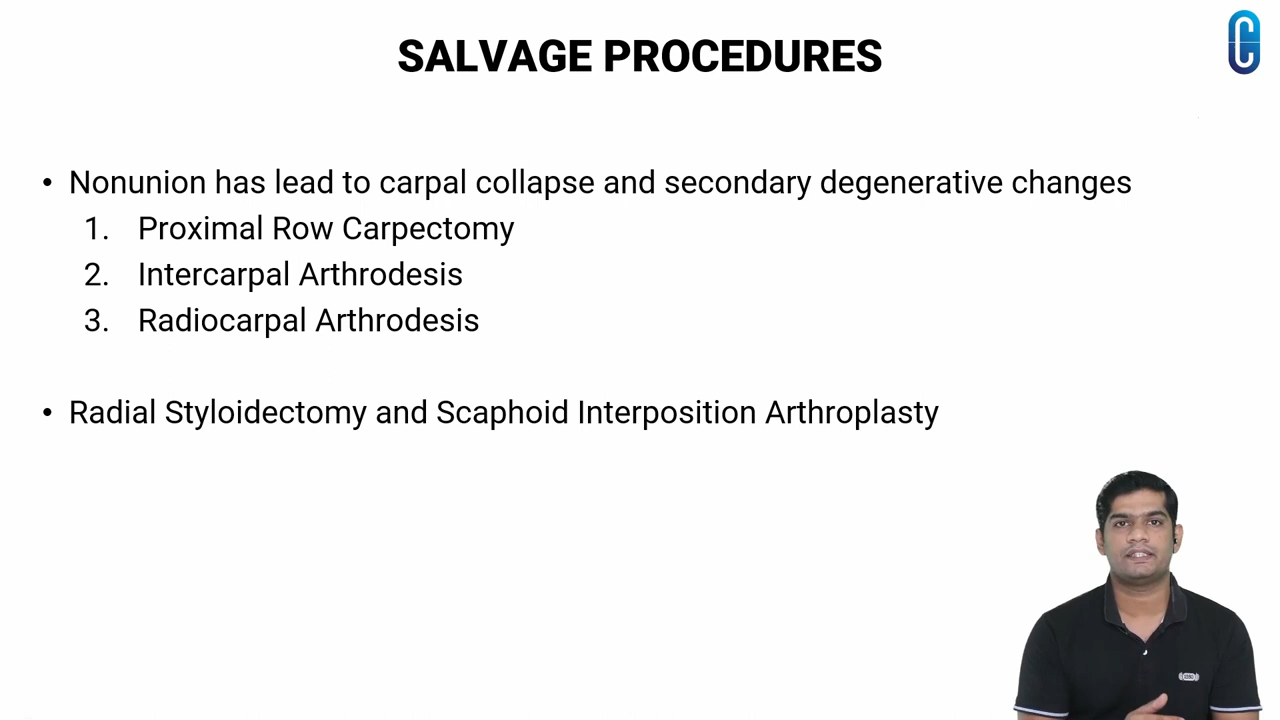 SALVAGE PROCEDURES
• Nonunion has lead to carpal collapse and secondary degenerative changes
1. Proximal Row Carpectomy
2. Intercarpal Arthrodesis
3. Radiocarpal Arthrodesis
• Radial Styloidectomy and Scaphoid Interposition Arthroplasty